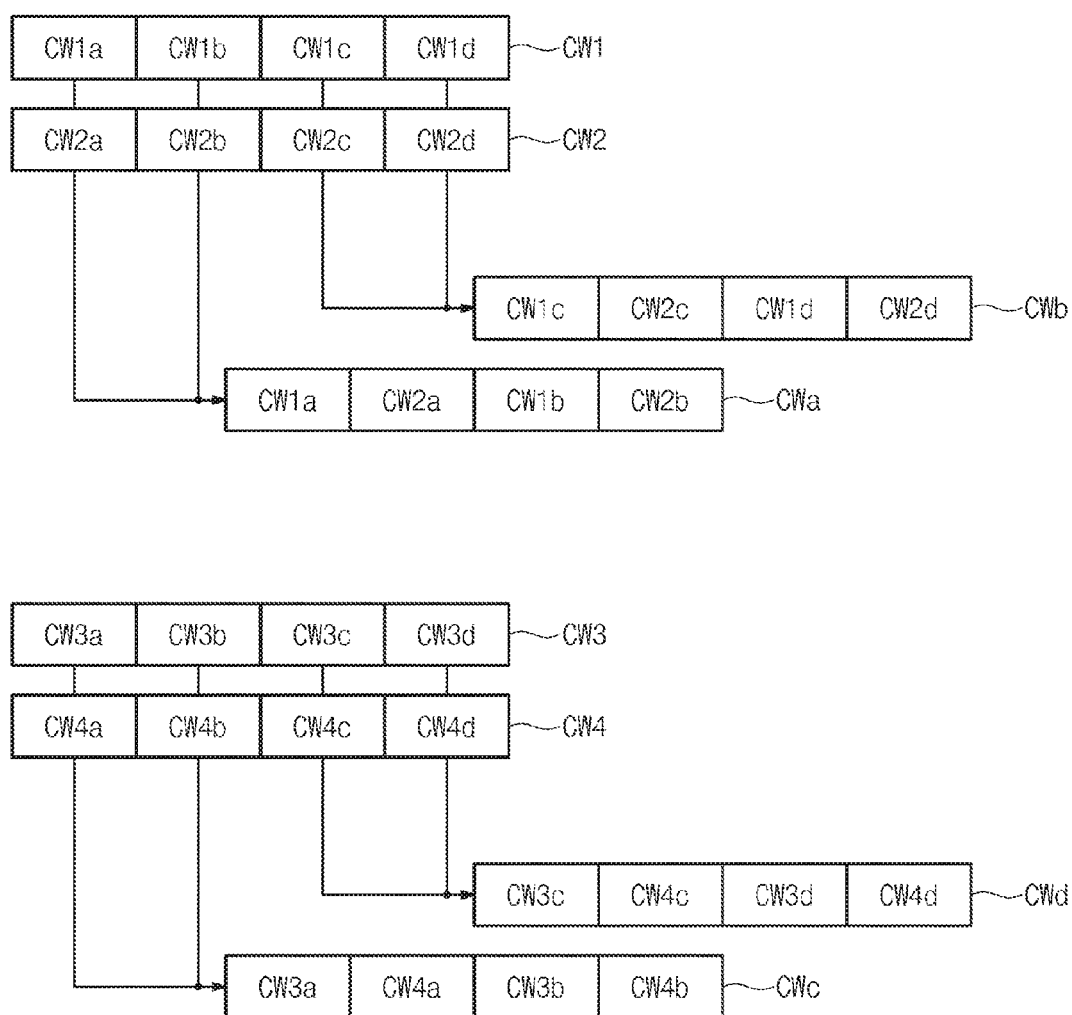 CW1a CW1b CW1c CW1d CW1
CW2a CW2b CW2c CW2d CW2
CW1c CW2c CW1d CW2d CWb
CW1a CW2a CW1b CW2b CWa
CW3a CW3b CW3c CW3d CW3
CW4a CW4b CW4c CW4d CW4
CW3c CW4c CW3d CW4d CWd
CW3a CW4a CW3b CW4b CWc